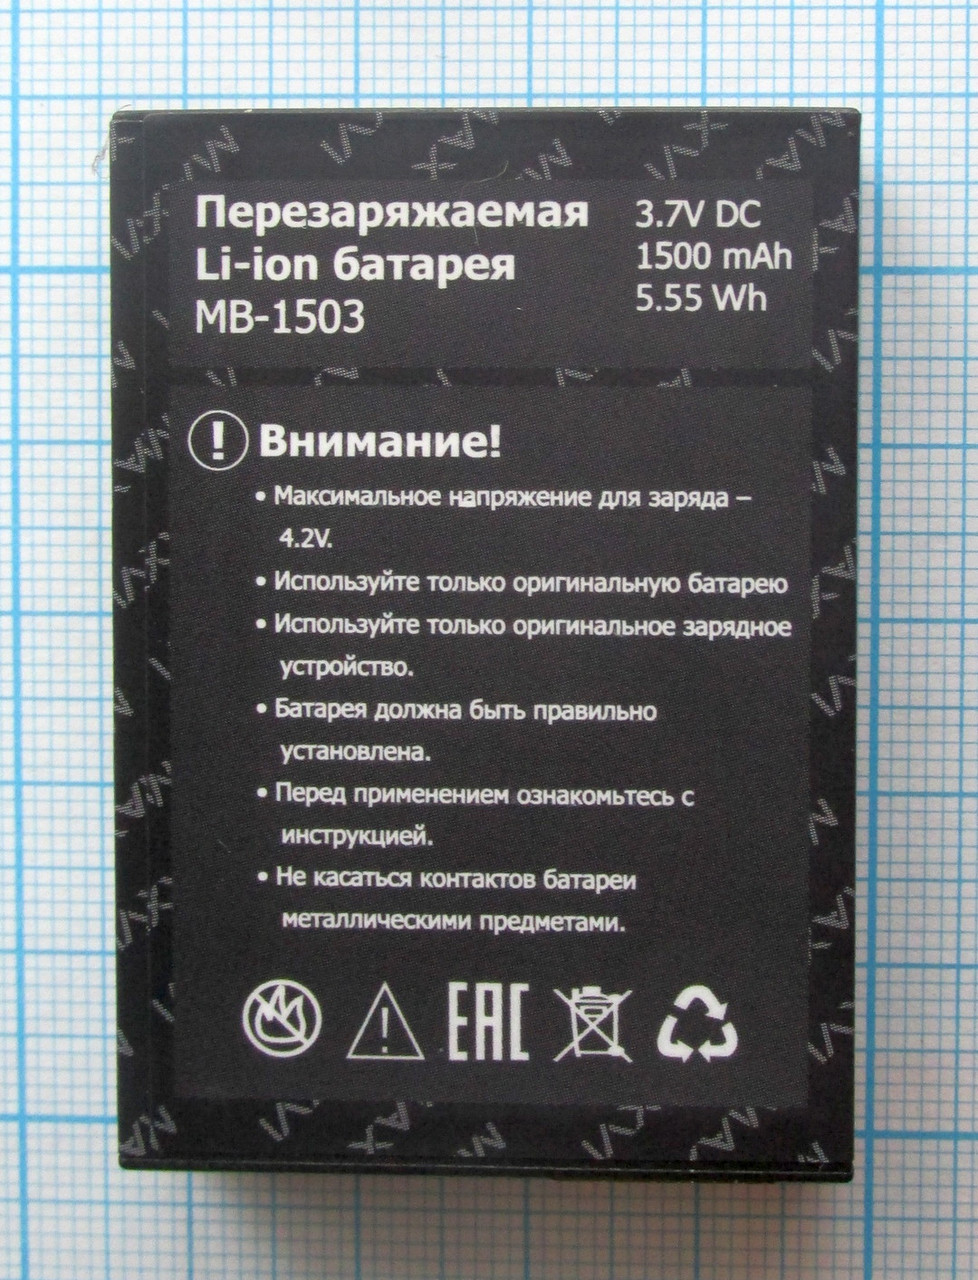 Перезаряжаемая
Li-ion батарея
MB-1503
3.7V DC
1500 mAh
5.55 Wh
! Внимание!
• Максимальное напряжение для заряда –
4.2V.
• Используйте только оригинальную батарею
• Используйте только оригинальное зарядное
устройство.
• Батарея должна быть правильно
установлена.
• Перед применением ознакомьтесь с
инструкцией.
• Не касаться контактов батареи
металлическими предметами.
EAC